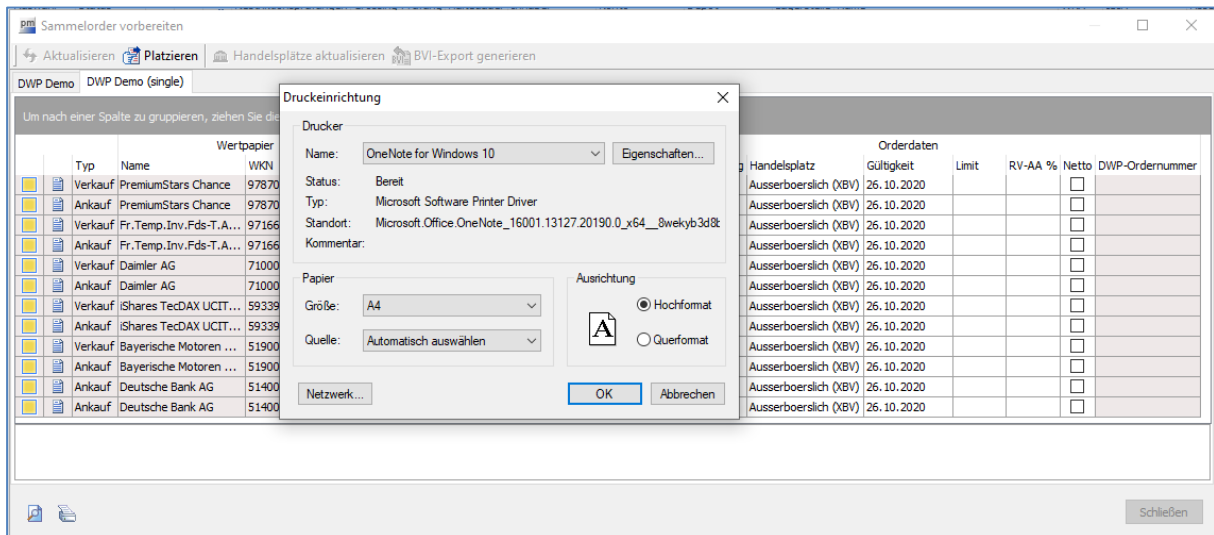 pm Sammelorder vorbereiten
Aktualisieren Platzieren Handelsplätze aktualisieren BVI-Export generieren
DWP Demo DWP Demo (single)
Um nach einer Spalte zu gruppieren, ziehen Sie die
Wertpapier Orderdaten
Typ Name WKN Handelsplatz Gültigkeit Limit RV-AA % Netto DWP-Ordernummer
Verkauf PremiumStars Chance 97870 Ausserboerslich (XBV) 26.10.2020
Ankauf PremiumStars Chance 97870 Ausserboerslich (XBV) 26.10.2020
Verkauf Fr.Temp.Inv.Fds-T.A... 97166 Ausserboerslich (XBV) 26.10.2020
Ankauf Fr.Temp.Inv.Fds-T.A... 97166 Ausserboerslich (XBV) 26.10.2020
Verkauf Daimler AG 71000 Ausserboerslich (XBV) 26.10.2020
Ankauf Daimler AG 71000 Ausserboerslich (XBV) 26.10.2020
Verkauf iShares TecDAX UCIT... 59339 Ausserboerslich (XBV) 26.10.2020
Ankauf iShares TecDAX UCIT... 59339 Ausserboerslich (XBV) 26.10.2020
Verkauf Bayerische Motoren ... 51900 Ausserboerslich (XBV) 26.10.2020
Ankauf Bayerische Motoren ... 51900 Ausserboerslich (XBV) 26.10.2020
Ankauf Deutsche Bank AG 51400 Ausserboerslich (XBV) 26.10.2020
Ankauf Deutsche Bank AG 51400 Ausserboerslich (XBV) 26.10.2020
Druckeinrichtung
Drucker
Name: OneNote for Windows 10 Eigenschaften...
Status: Bereit
Typ: Microsoft Software Printer Driver
Standort: Microsoft.Office.OneNote_16001.13127.20190.0_x64__8wekyb3d8b
Kommentar:
Papier
Größe: A4
Quelle: Automatisch auswählen
Ausrichtung
A
Hochformat
Querformat
Netzwerk... OK Abbrechen
Schließen